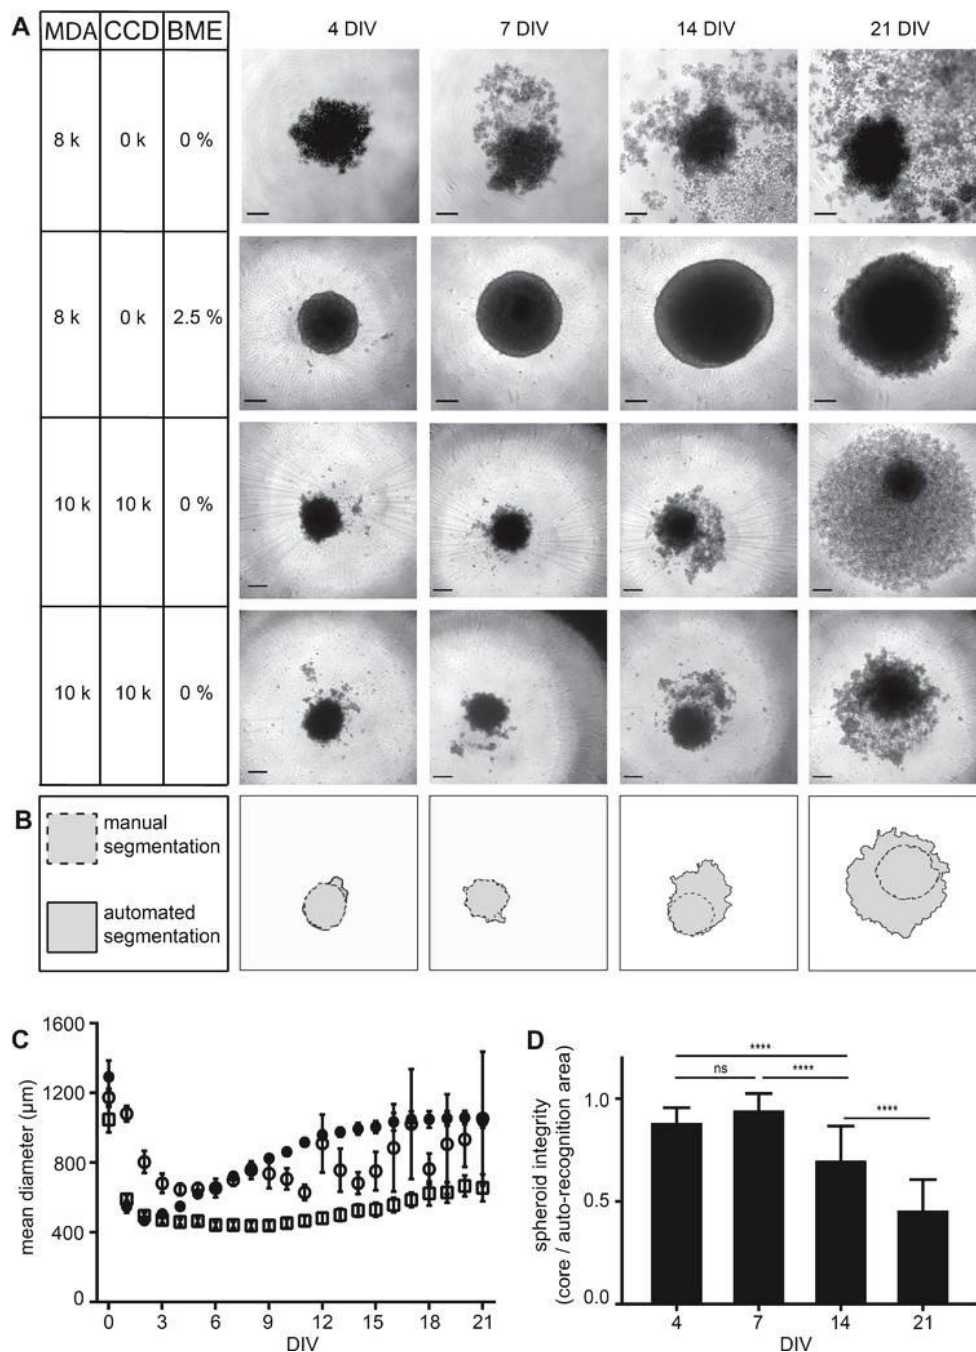 A
MDA CCD BME
4 DIV 7 DIV 14 DIV 21 DIV
8 k 0 k 0 %
8 k 0 k 2.5 %
10 k 10 k 0 %
10 k 10 k 0 %
B
manual
segmentation
automated
segmentation
C
mean diameter (µm)
1600
1200
800
400
0
0 3 6 9 12 15 18 21
DIV
D
spheroid integrity
(core / auto-recognition area)
1.0
0.5
0.0
****
ns ****
****
4 7 14 21
DIV